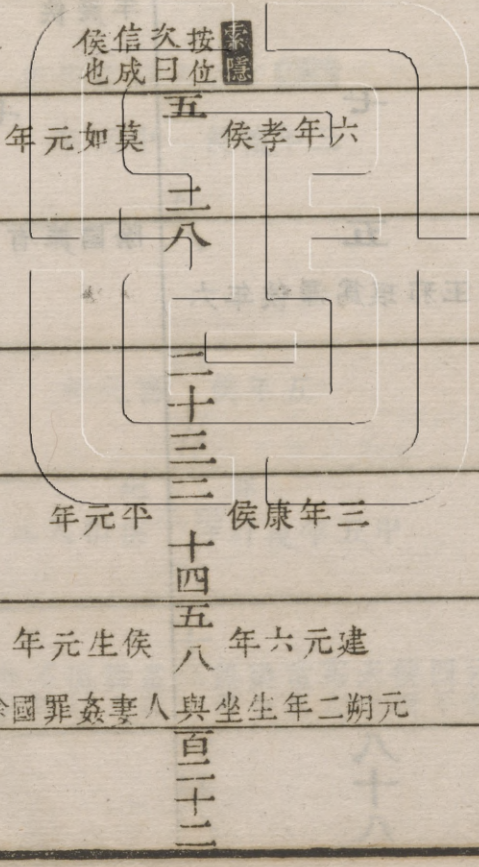 索隱
按位
次曰
信成
侯也
五
六年孝侯莫如元年
二
八
二十三
二
三年康侯平元年
十四
五
建元六年侯生元年
八
元朔二年生坐與人妻姦罪國
百二十二